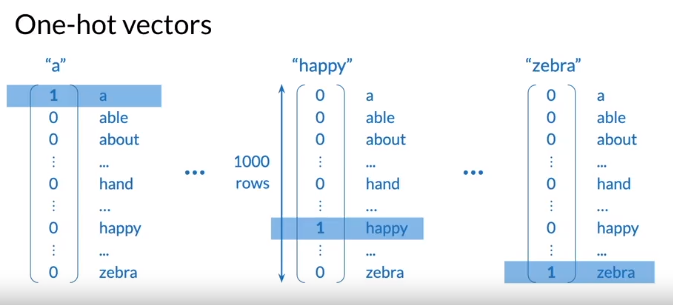 One-hot vectors
“a” “happy” “zebra”
1 a 0 a 0 a
0 able 0 able 0 able
0 about 0 about 0 about
⋮ ... ... 1000 ⋮ ... ... ⋮ ...
0 hand rows 0 hand 0 hand
⋮ ... ⋮ ... ⋮ ...
0 happy 1 happy 0 happy
⋮ ... ⋮ ... ⋮ ...
0 zebra 0 zebra 1 zebra